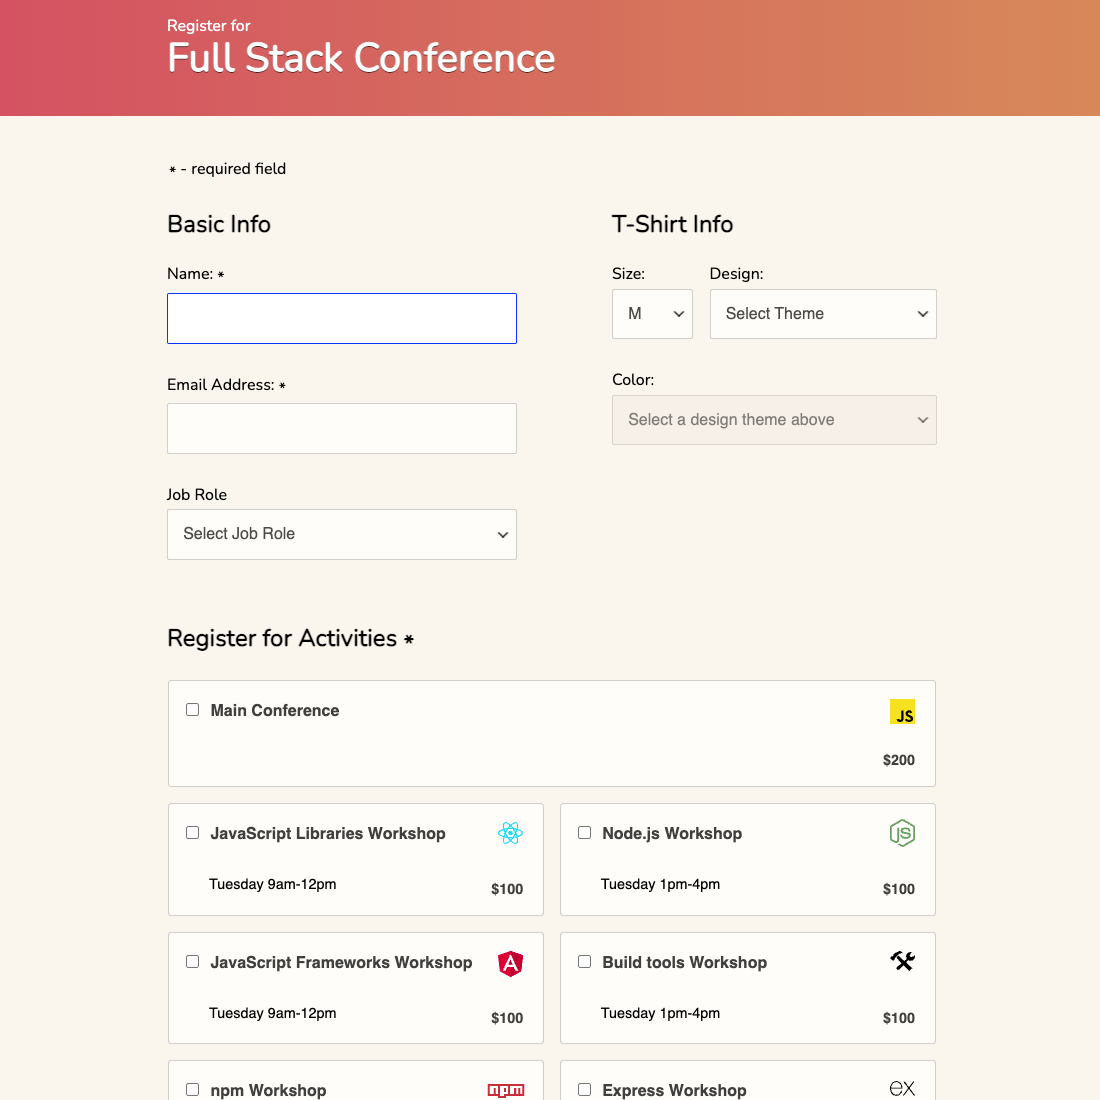 Register for
Full Stack Conference
* - required field
Basic Info
Name: *
Email Address: *
Job Role
Select Job Role
T-Shirt Info
Size:
Design:
M
Select Theme
Color:
Select a design theme above
Register for Activities *
Main Conference
JS
$200
JavaScript Libraries Workshop
Tuesday 9am-12pm
$100
Node.js Workshop
JS
Tuesday 1pm-4pm
$100
JavaScript Frameworks Workshop
A
Tuesday 9am-12pm
$100
Build tools Workshop
Tuesday 1pm-4pm
$100
npm Workshop
npm
Express Workshop
ex